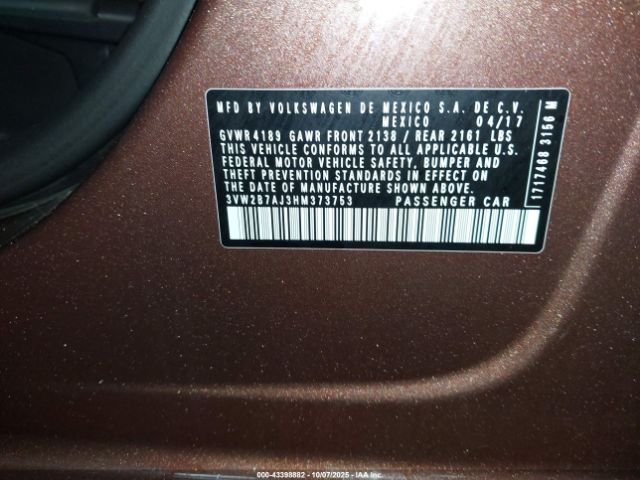 MFD BY VOLKSWAGEN DE MEXICO S.A. DE C.V.
MEXICO 04/17
GVWR 4189 GAWR FRONT 2138 / REAR 2161 LBS
THIS VEHICLE CONFORMS TO ALL APPLICABLE U.S.
FEDERAL MOTOR VEHICLE SAFETY, BUMPER AND
THEFT PREVENTION STANDARDS IN EFFECT ON
THE DATE OF MANUFACTURE SHOWN ABOVE.
3VW2B7AJ3HM373753 PASSENGER CAR
1717468 3156 M
000-43398882 | 10/07/2025 | IAA Inc.